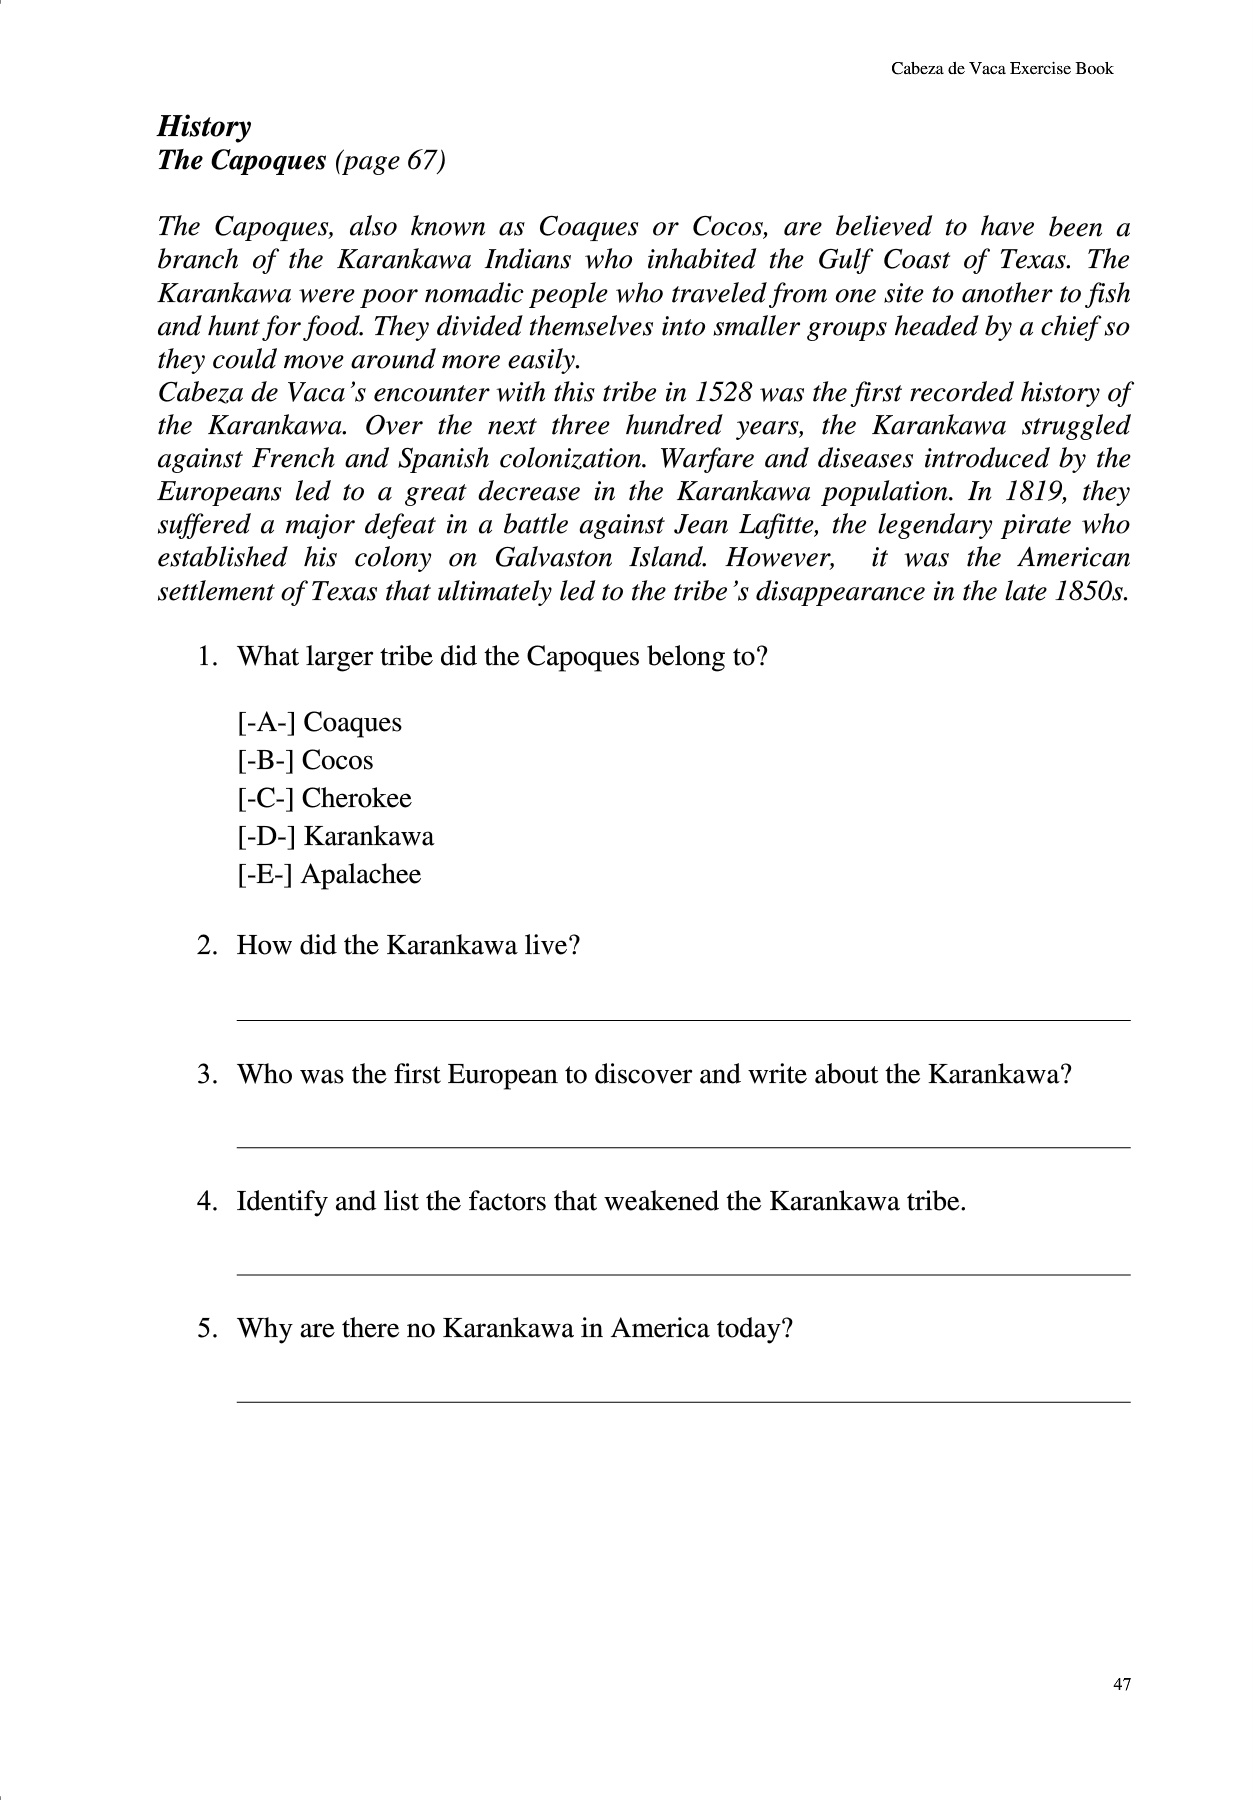 Cabeza de Vaca Exercise Book
History
The Capoques (page 67)
The Capoques, also known as Coaques or Cocos, are believed to have been a
branch of the Karankawa Indians who inhabited the Gulf Coast of Texas. The
Karankawa were poor nomadic people who traveled from one site to another to fish
and hunt for food. They divided themselves into smaller groups headed by a chief so
they could move around more easily.
Cabeza de Vaca’s encounter with this tribe in 1528 was the first recorded history of
the Karankawa. Over the next three hundred years, the Karankawa struggled
against French and Spanish colonization. Warfare and diseases introduced by the
Europeans led to a great decrease in the Karankawa population. In 1819, they
suffered a major defeat in a battle against Jean Lafitte, the legendary pirate who
established his colony on Galvaston Island. However, it was the American
settlement of Texas that ultimately led to the tribe’s disappearance in the late 1850s.
1. What larger tribe did the Capoques belong to?
[-A-] Coaques
[-B-] Cocos
[-C-] Cherokee
[-D-] Karankawa
[-E-] Apalachee
2. How did the Karankawa live?
3. Who was the first European to discover and write about the Karankawa?
4. Identify and list the factors that weakened the Karankawa tribe.
5. Why are there no Karankawa in America today?
47